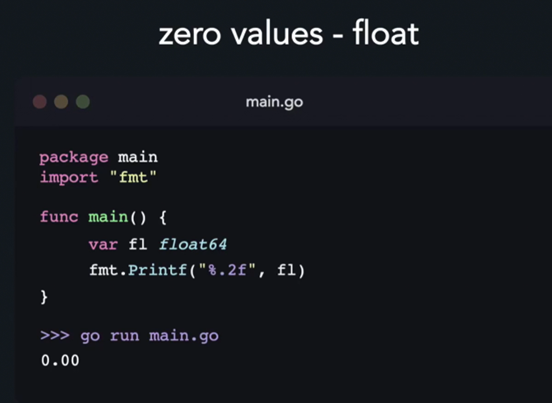 zero values - float
main.go
package main
import "fmt"
func main() {
var fl float64
fmt.Printf("%.2f", fl)
}
>>> go run main.go
0.00